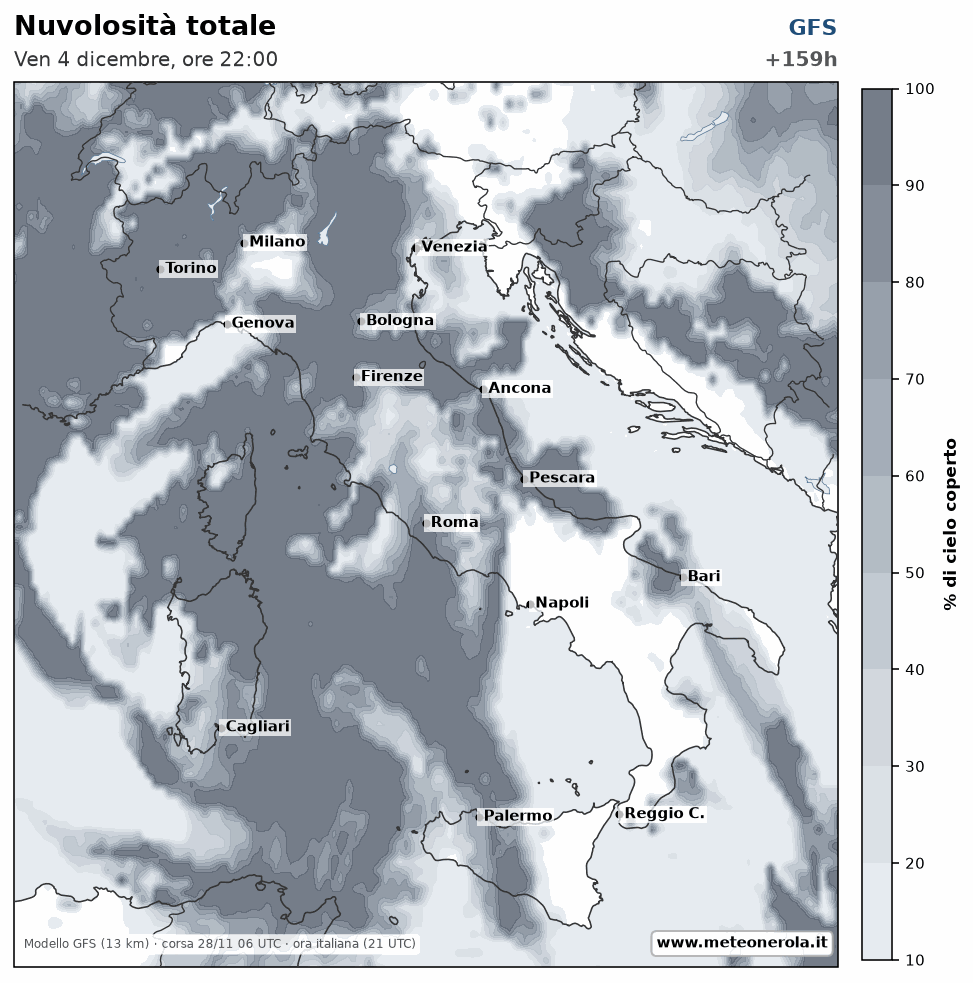 Nuvolosità totale
GFS
Ven 4 dicembre, ore 22:00
+159h
Milano
Venezia
Torino
Genova
Bologna
Firenze
Ancona
Pescara
Roma
Bari
Napoli
Cagliari
Palermo
Reggio C.
100
90
80
70
60
50
40
30
20
10
% di cielo coperto
Modello GFS (13 km) · corsa 28/11 06 UTC · ora italiana (21 UTC)
www.meteonerola.it